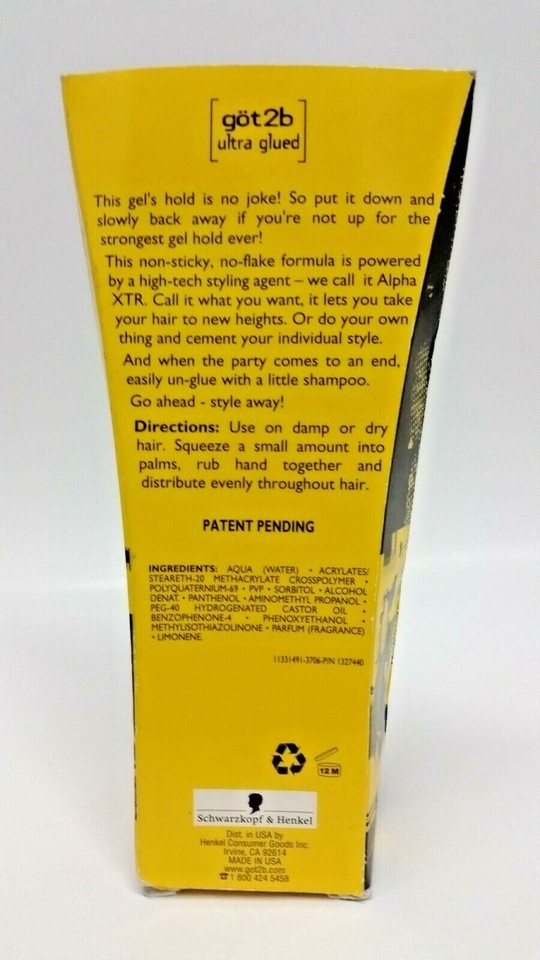 göt2b
ultra glued
This gel's hold is no joke! So put it down and
slowly back away if you're not up for the
strongest gel hold ever!
This non-sticky, no-flake formula is powered
by a high-tech styling agent – we call it Alpha
XTR. Call it what you want, it lets you take
your hair to new heights. Or do your own
thing and cement your individual style.
And when the party comes to an end,
easily un-glue with a little shampoo.
Go ahead - style away!
Directions: Use on damp or dry
hair. Squeeze a small amount into
palms, rub hand together and
distribute evenly throughout hair.
PATENT PENDING
INGREDIENTS: AQUA (WATER) • ACRYLATES/
STEARETH-20 METHACRYLATE CROSSPOLYMER •
POLYQUATERNIUM-69 • PVP • SORBITOL • ALCOHOL
DENAT. • PANTHENOL • AMINOMETHYL PROPANOL •
PEG-40 HYDROGENATED CASTOR OIL •
BENZOPHENONE-4 • PHENOXYETHANOL •
METHYLISOTHIAZOLINONE • PARFUM (FRAGRANCE)
• LIMONENE.
11331491-3706-P/N 1327440
12 M
Schwarzkopf & Henkel
Dist. in USA by
Henkel Consumer Goods Inc.
Irvine, CA 92614
MADE IN USA
www.got2b.com
☎1 800 424 5458